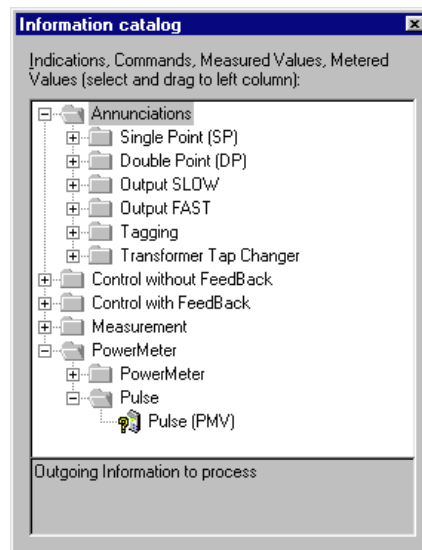 Information catalog
Indications, Commands, Measured Values, Metered
Values (select and drag to left column):
Annunciations
Single Point (SP)
Double Point (DP)
Output SLOW
Output FAST
Tagging
Transformer Tap Changer
Control without FeedBack
Control with FeedBack
Measurement
PowerMeter
PowerMeter
Pulse
Pulse (PMV)
Outgoing Information to process